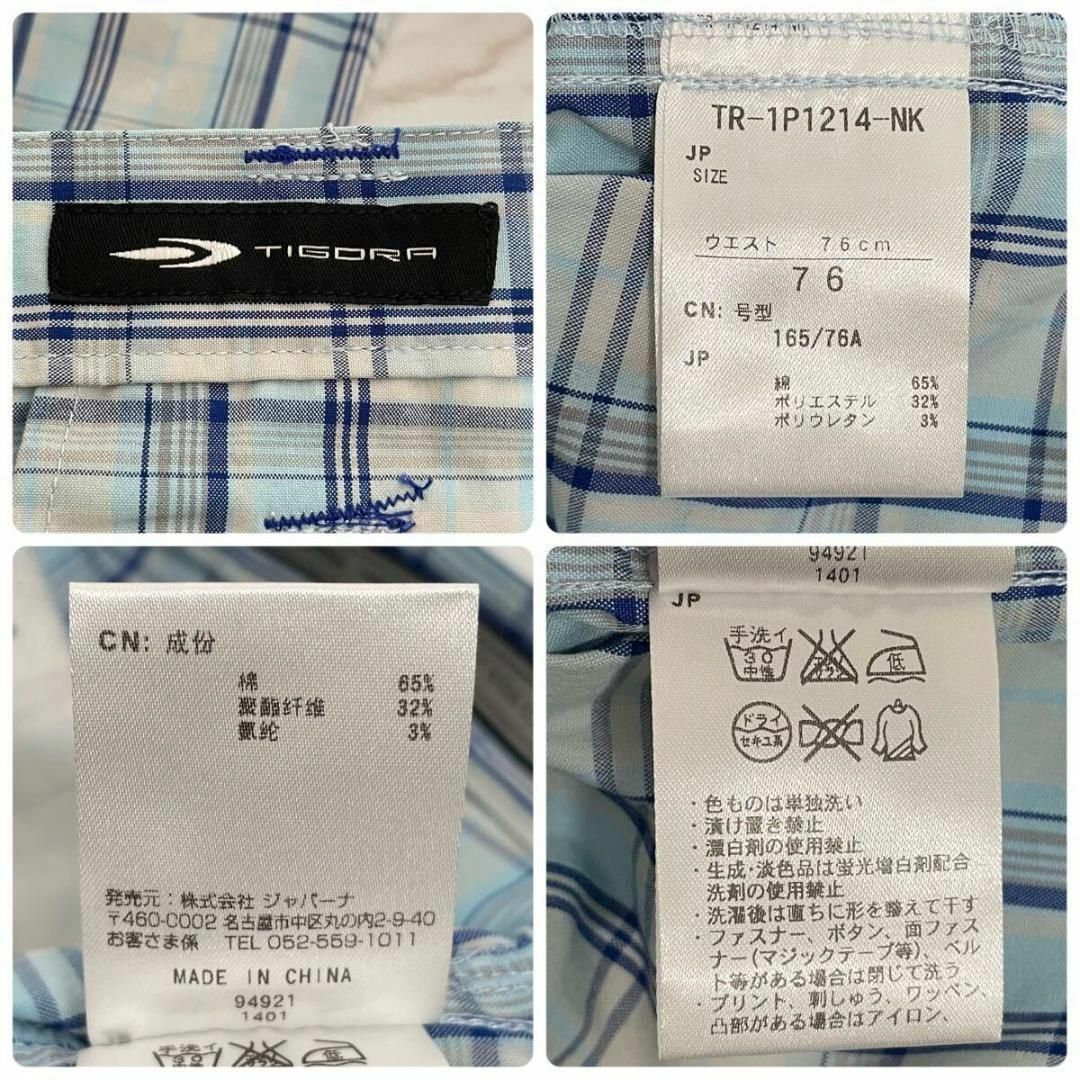 TIGORA
TR-1P1214-NK
JP
SIZE
ウエスト 76cm
76
CN: 号型
165/76A
JP
綿 65%
ポリエステル 32%
ポリウレタン 3%
CN: 成份
棉 65%
聚酯纤维 32%
氨纶 3%
発売元: 株式会社 ジャパーナ
〒460-0002 名古屋市中区丸の内2-9-40
お客さま係 TEL 052-559-1011
MADE IN CHINA
94921
1401
手洗イ
30
低
94921
1401
JP
手洗イ
30
中性
低
ドライ
セキユ系
・色ものは単独洗い
・漬け置き禁止
・漂白剤の使用禁止
・生成・淡色品は蛍光増白剤配合
洗剤の使用禁止
・洗濯後は直ちに形を整えて干す
・ファスナー、ボタン、面ファス
ナー(マジックテープ等)、ベル
ト等がある場合は閉じて洗う
・プリント、刺しゅう、ワッペン、
凸部がある場合はアイロン、